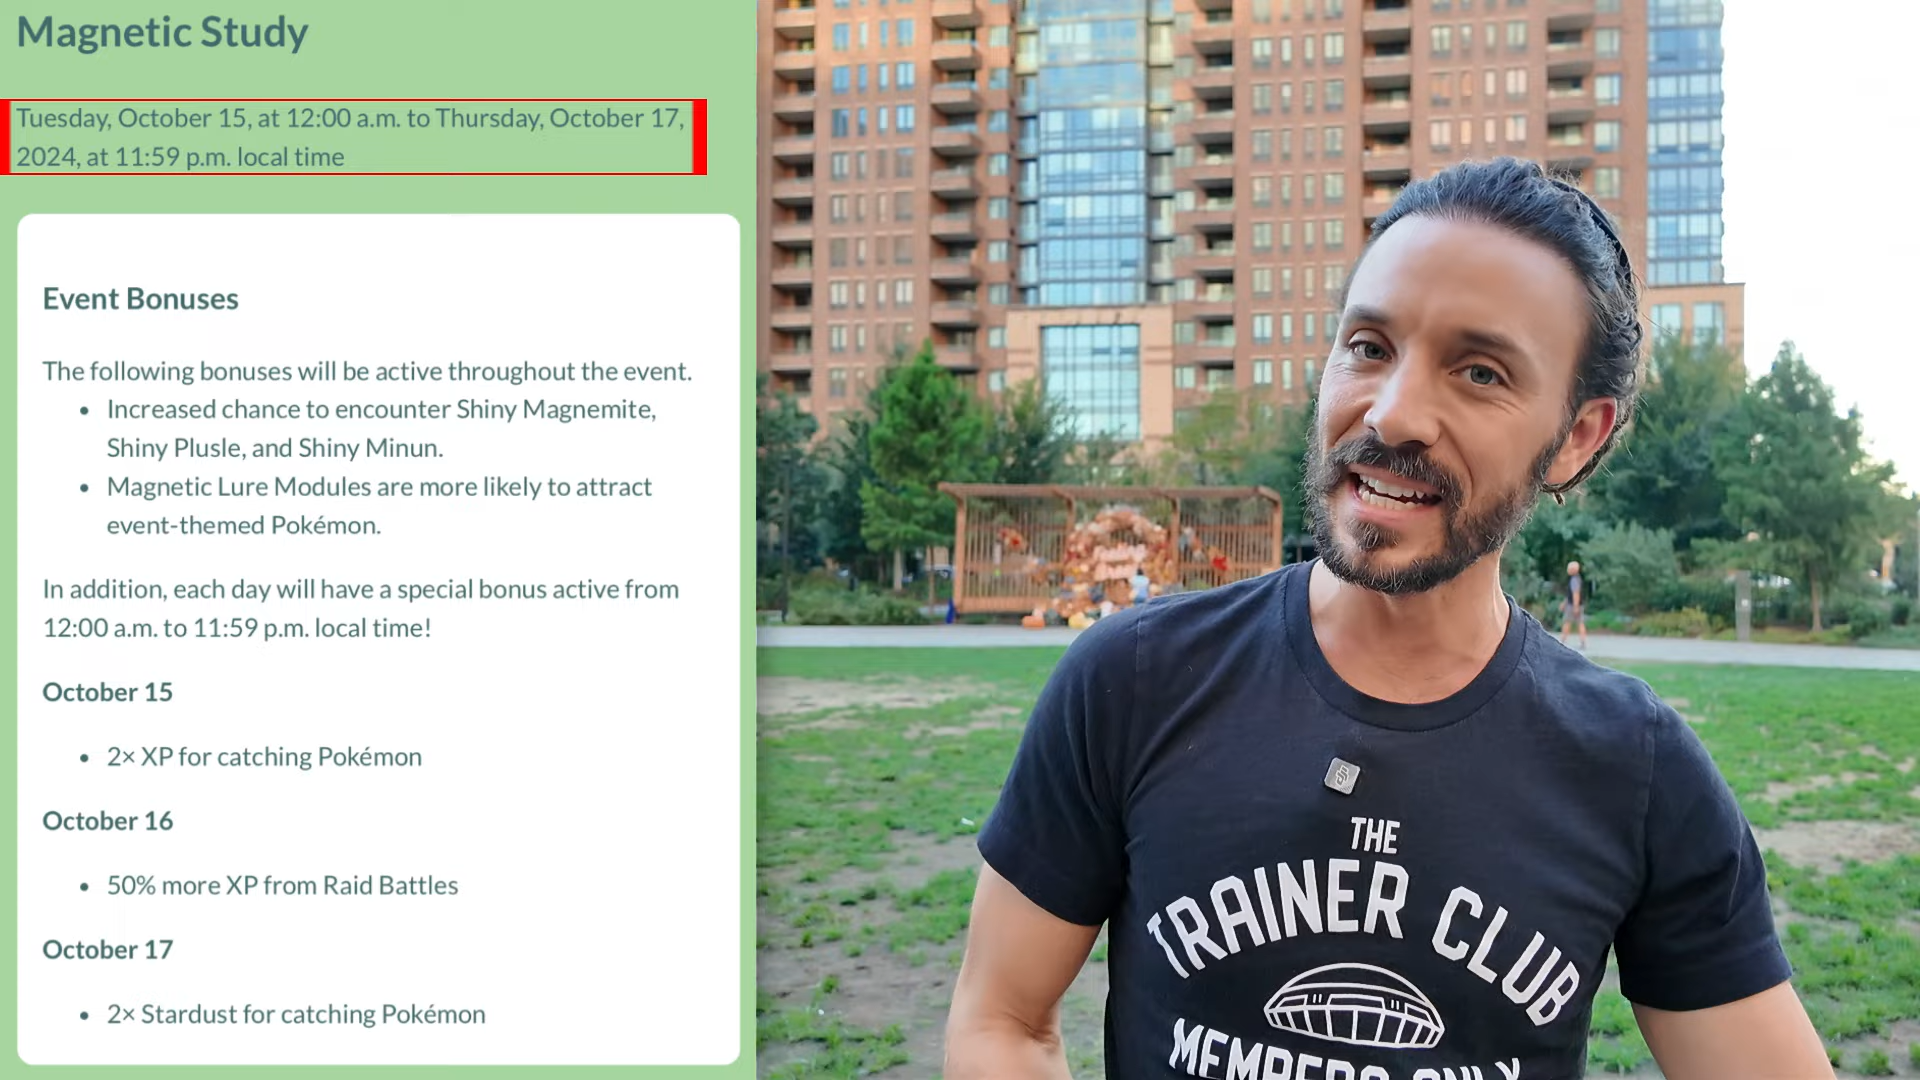 Magnetic Study
Tuesday, October 15, at 12:00 a.m. to Thursday, October 17,
2024, at 11:59 p.m. local time
Event Bonuses
The following bonuses will be active throughout the event.
• Increased chance to encounter Shiny Magnemite,
Shiny Plusle, and Shiny Minun.
• Magnetic Lure Modules are more likely to attract
event-themed Pokémon.
In addition, each day will have a special bonus active from
12:00 a.m. to 11:59 p.m. local time!
October 15
• 2× XP for catching Pokémon
October 16
• 50% more XP from Raid Battles
October 17
• 2× Stardust for catching Pokémon
THE
TRAINER CLUB
MEMBERS ONLY